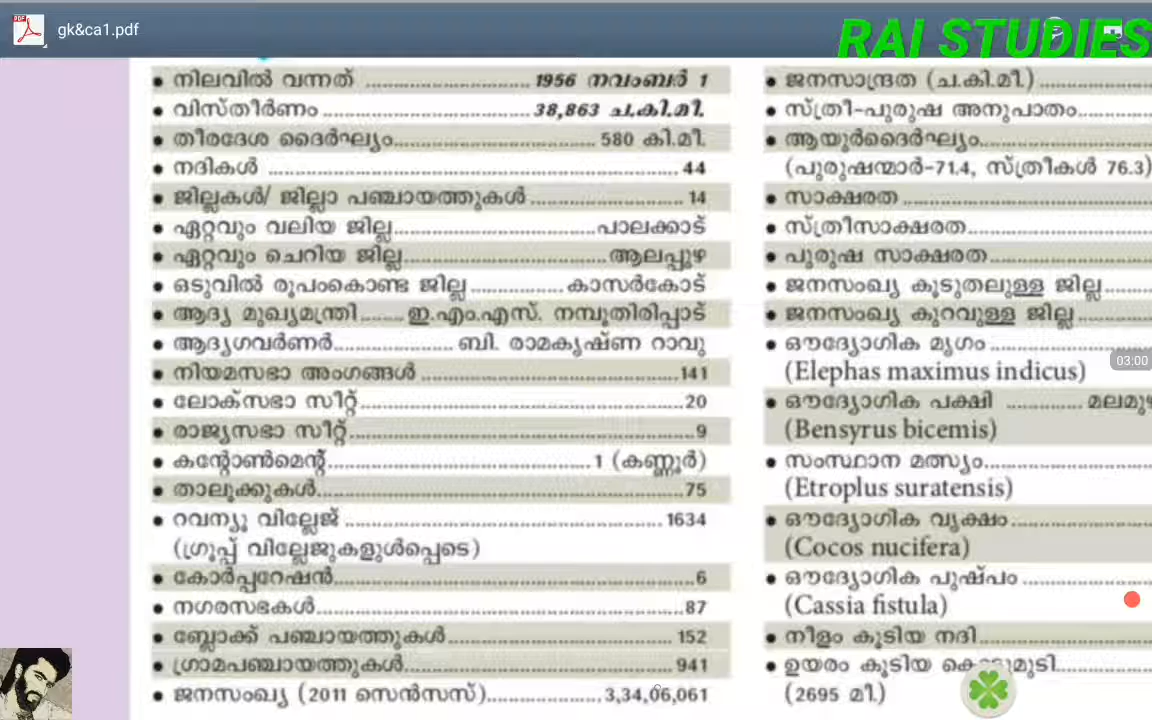 gk&ca1.pdf
RAI STUDIES
• നിലവിൽ വന്നത് ............................ 1956 നവംബർ 1
• വിസ്തീർണം ................................... 38,863 ച.കി.മീ.
• തീരദേശ ദൈർഘ്യം................................... 580 കി.മീ.
• നദികൾ ..................................................................... 44
• ജില്ലകൾ/ ജില്ലാ പഞ്ചായത്തുകൾ.......................... 14
• ഏറ്റവും വലിയ ജില്ല..................................പാലക്കാട്
• ഏറ്റവും ചെറിയ ജില്ല..................................ആലപ്പുഴ
• ഒടുവിൽ രൂപംകൊണ്ട ജില്ല................കാസർകോട്
• ആദ്യ മുഖ്യമന്ത്രി........ ഇ.എം.എസ്. നമ്പൂതിരിപ്പാട്
• ആദ്യഗവർണർ.................... ബി. രാമകൃഷ്ണ റാവു
• നിയമസഭാ അംഗങ്ങൾ ............................................141
• ലോക്സഭാ സീറ്റ്.......................................................20
• രാജ്യസഭാ സീറ്റ്..........................................................9
• കന്റോൺമെന്റ്............................................1 (കണ്ണൂർ)
• താലൂക്കുകൾ..............................................................75
• റവന്യൂ വില്ലേജ് ...................................................... 1634
(ഗ്രൂപ്പ് വില്ലേജുകളുൾപ്പെടെ)
• കോർപ്പറേഷൻ.............................................................6
• നഗരസഭകൾ...............................................................87
• ബ്ലോക്ക് പഞ്ചായത്തുകൾ....................................... 152
• ഗ്രാമപഞ്ചായത്തുകൾ.............................................. 941
• ജനസംഖ്യ (2011 സെൻസസ്)....................3,34,06,061
• ജനസാന്ദ്രത (ച.കി.മീ.)...................
• സ്ത്രീ-പുരുഷ അനുപാതം.............
• ആയുർദൈർഘ്യം.............................
(പുരുഷന്മാർ-71.4, സ്ത്രീകൾ 76.3)
• സാക്ഷരത ..........................................
• സ്ത്രീസാക്ഷരത................................
• പുരുഷ സാക്ഷരത............................
• ജനസംഖ്യ കൂടുതലുള്ള ജില്ല........
• ജനസംഖ്യ കുറവുള്ള ജില്ല.............
• ഔദ്യോഗിക മൃഗം ............................
03:00
(Elephas maximus indicus)
• ഔദ്യോഗിക പക്ഷി ............. മലമുഴ
(Bensyrus bicemis)
• സംസ്ഥാന മത്സ്യം............................
(Etroplus suratensis)
• ഔദ്യോഗിക വൃക്ഷം........................
(Cocos nucifera)
• ഔദ്യോഗിക പുഷ്പം ......................
(Cassia fistula)
• നീളം കൂടിയ നദി.............................
• ഉയരം കൂടിയ കൊടുമുടി................
(2695 മീ.)